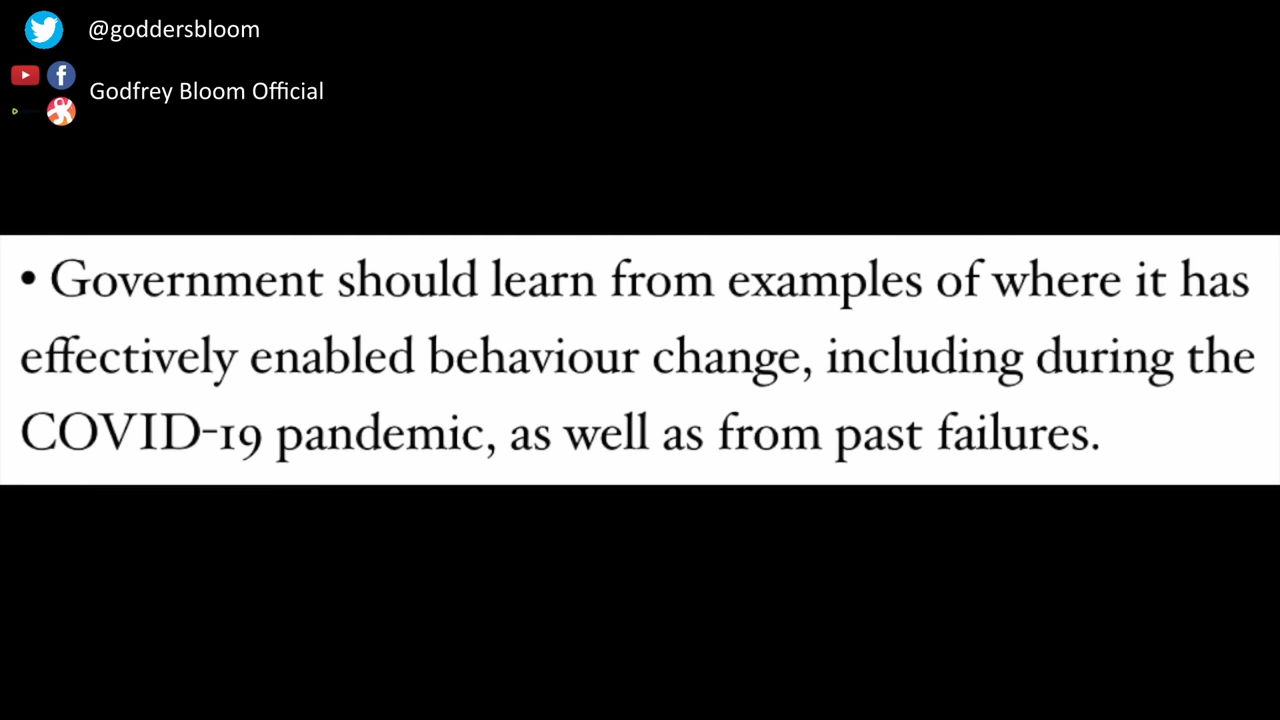 @goddersbloom
Godfrey Bloom Official
• Government should learn from examples of where it has
effectively enabled behaviour change, including during the
COVID-19 pandemic, as well as from past failures.